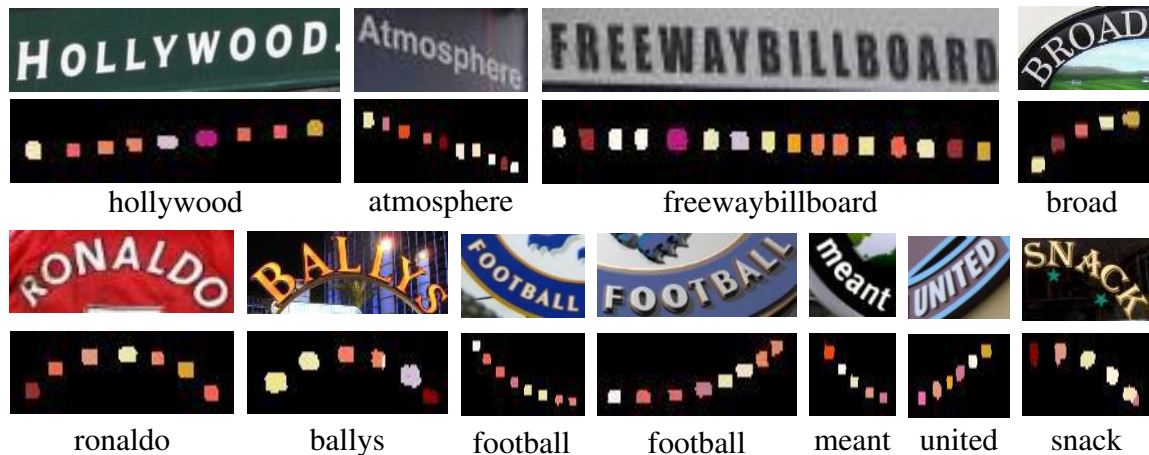 HOLLYWOOD. Atmosphere FREEWAYBILLBOARD BROAD
hollywood atmosphere freewaybillboard broad
RONALDO BALLYS FOOTBALL FOOTBALL meant UNITED SNACK
ronaldo ballys football football meant united snack